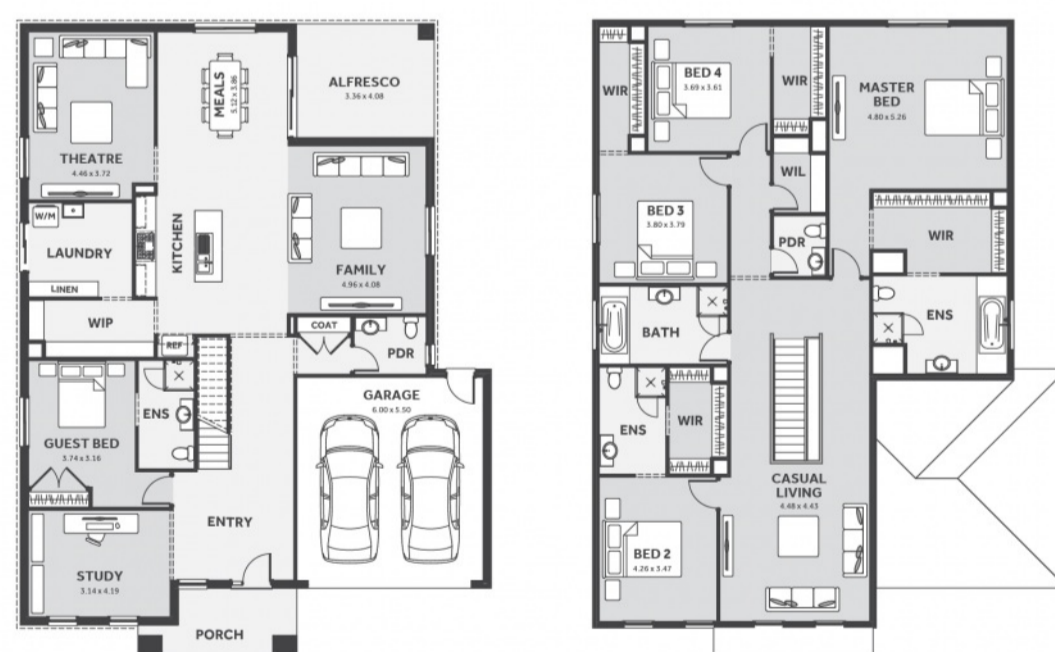 THEATRE
4.46 x 3.72
MEALS
5.12 x 3.86
ALFRESCO
3.36 x 4.08
W/M
LAUNDRY
LINEN
KITCHEN
FAMILY
4.96 x 4.08
WIP
REF
COAT
PDR
GUEST BED
3.74 x 3.16
ENS
GARAGE
6.00 x 5.50
ENTRY
STUDY
3.14 x 4.19
PORCH
WIR
BED 4
3.69 x 3.61
WIR
MASTER
BED
4.80 x 5.26
WIL
BED 3
3.80 x 3.79
PDR
WIR
BATH
ENS
ENS
WIR
CASUAL
LIVING
4.48 x 4.43
BED 2
4.26 x 3.47